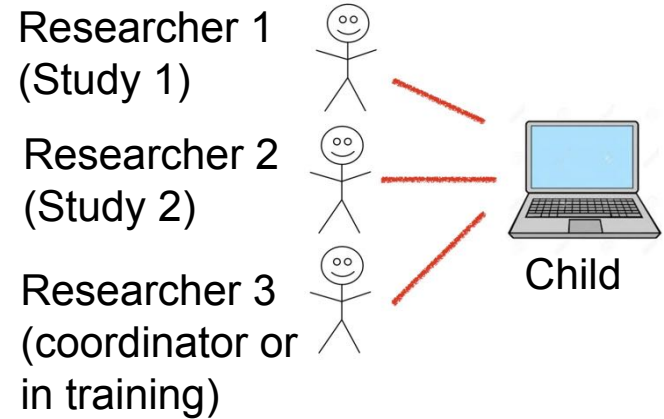 Researcher 1
(Study 1)
Researcher 2
(Study 2)
Researcher 3
(coordinator or
in training)
Child